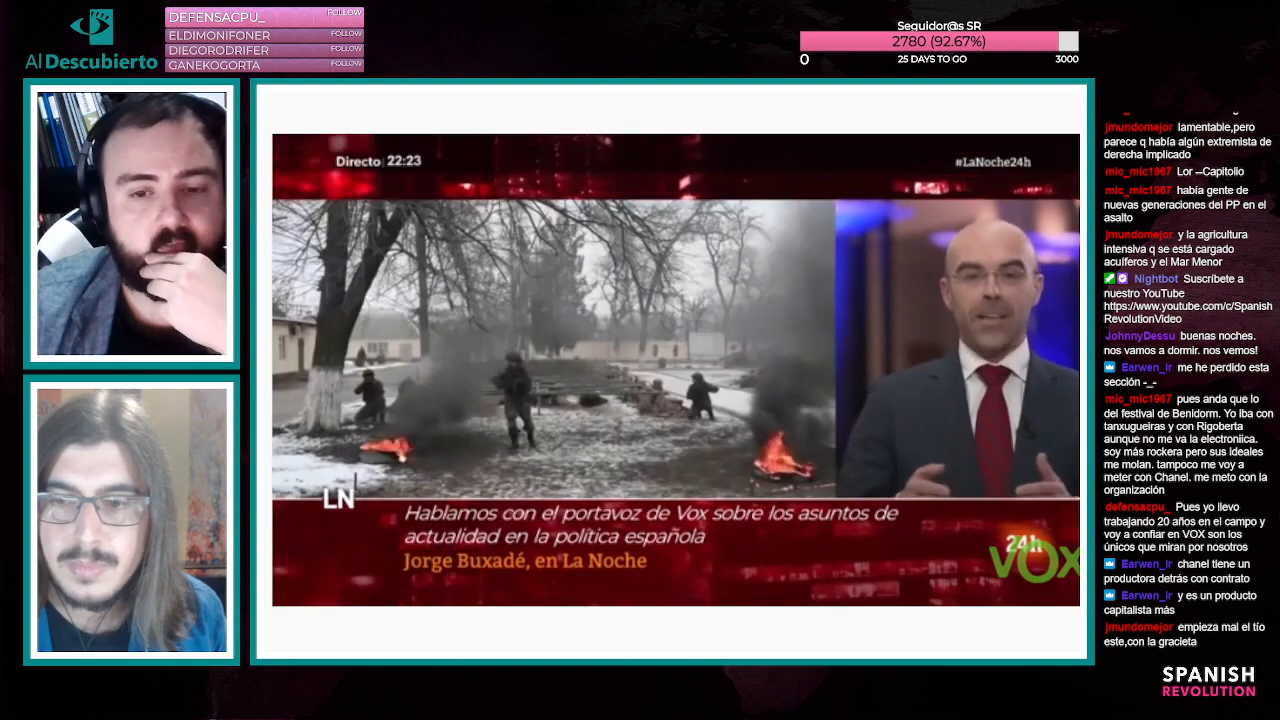 Al Descubierto
DEFENSACPU_ FOLLOW
ELDIMONIFONER FOLLOW
DIEGORODRIFER FOLLOW
GANEKOGORTA FOLLOW
Seguidor@s SR
2780 (92.67%)
0 25 DAYS TO GO 3000
Directo 22:23
#LaNoche24h
LN
Hablamos con el portavoz de Vox sobre los asuntos de
actualidad en la política española
Jorge Buxadé, en La Noche
24h
VOX
jmundomejor lamentable,pero
parece q había algún extremista de
derecha implicado
mic_mic1967 Lor --Capitolio
mic_mic1967 había gente de
nuevas generaciones del PP en el
asalto
jmundomejor y la agricultura
intensiva q se está cargado
acuíferos y el Mar Menor
Nightbot Suscríbete a
nuestro YouTube
https://www.youtube.com/c/Spanish
RevolutionVideo
JohnnyDessu buenas noches.
nos vamos a dormir. nos vemos!
Earwen_lr me he perdido esta
sección -_-
mic_mic1967 pues anda que lo
del festival de Benidorm. Yo iba con
tanxugueiras y con Rigoberta
aunque no me va la electroniica.
soy más rockera pero sus ideales
me molan. tampoco me voy a
meter con Chanel. me meto con la
organización
defensacpu_ Pues yo llevo
trabajando 20 años en el campo y
voy a confiar en VOX son los
únicos que miran por nosotros
Earwen_lr chanel tiene un
productora detrás con contrato
Earwen_lr y es un producto
capitalista más
jmundomejor empieza mal el tío
este,con la gracieta
SPANISH
REVOLUTION